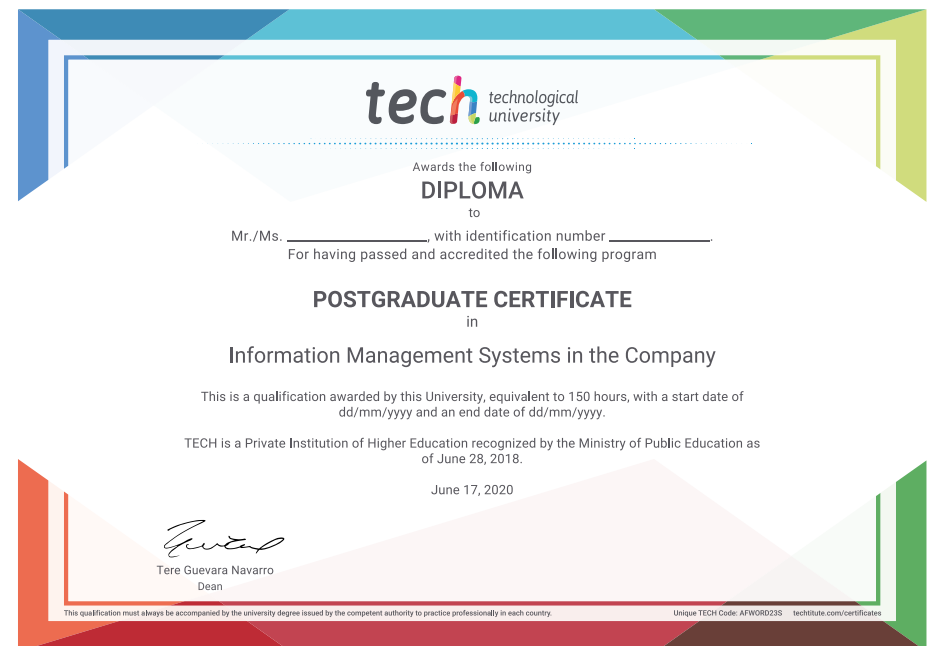 tech technological
university
Awards the following
DIPLOMA
to
Mr./Ms. ____________________, with identification number ______________.
For having passed and accredited the following program
POSTGRADUATE CERTIFICATE
in
Information Management Systems in the Company
This is a qualification awarded by this University, equivalent to 150 hours, with a start date of
dd/mm/yyyy and an end date of dd/mm/yyyy.
TECH is a Private Institution of Higher Education recognized by the Ministry of Public Education as
of June 28, 2018.
June 17, 2020
Tere Guevara Navarro
Dean
This qualification must always be accompanied by the university degree issued by the competent authority to practice professionally in each country. Unique TECH Code: AFWORD23S techtitute.com/certificates